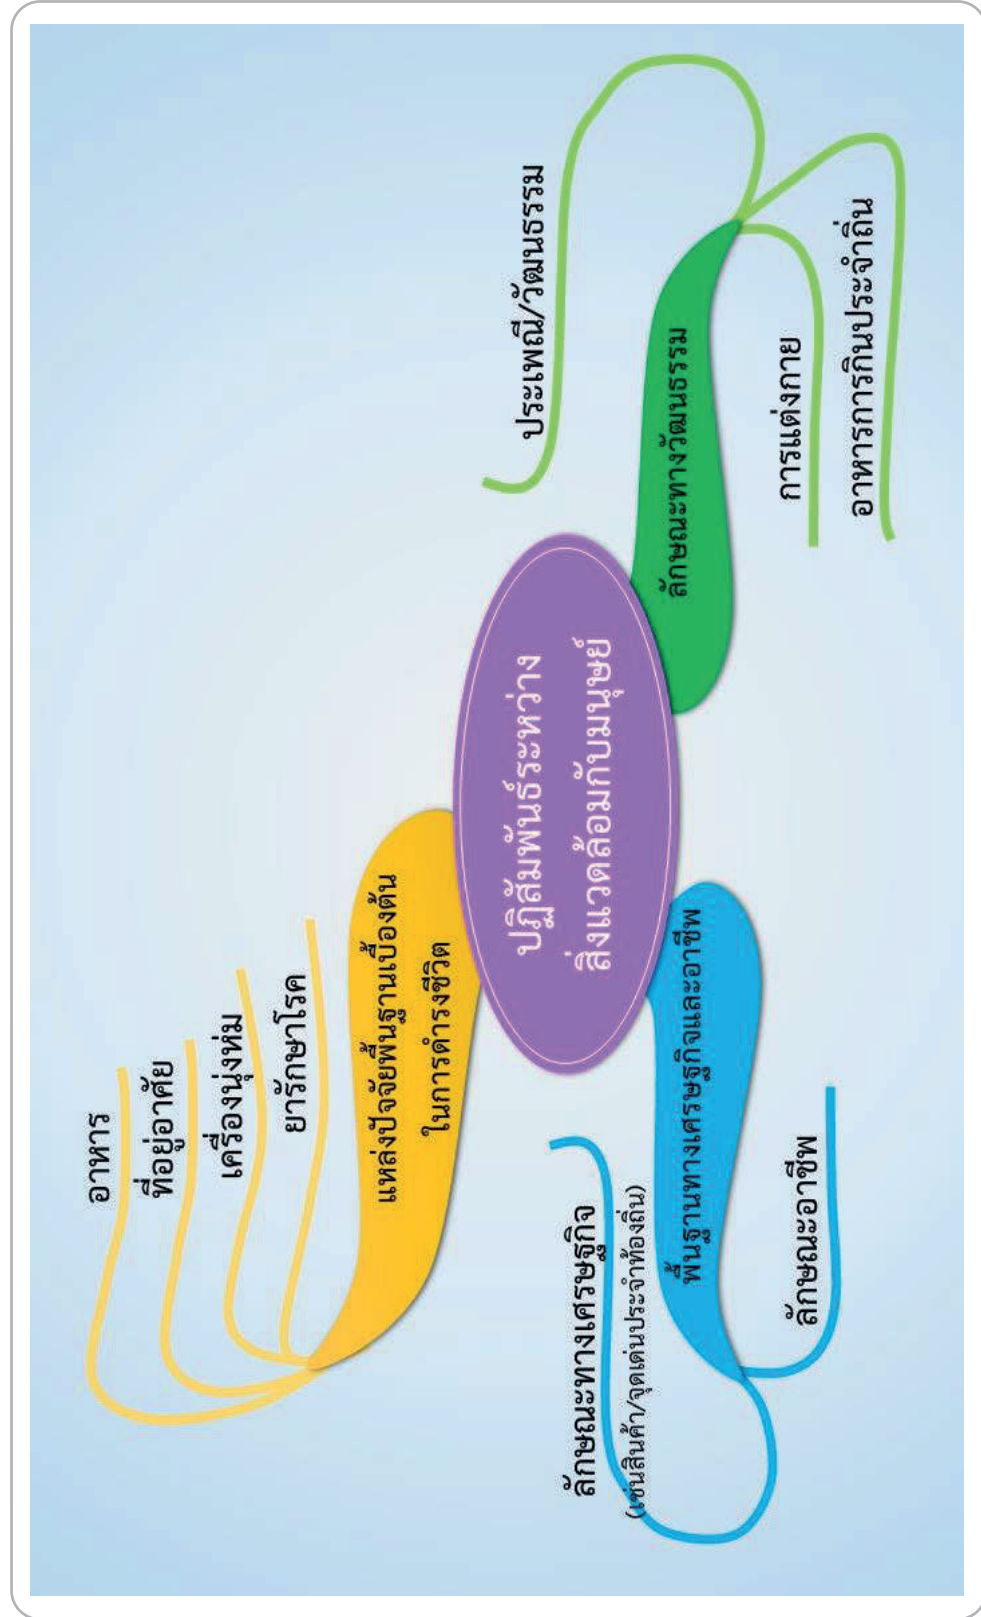 ปฏิสัมพันธ์ระหว่าง
สิ่งแวดล้อมกับมนุษย์
แหล่งปัจจัยพื้นฐานเบื้องต้น
ในการดำรงชีวิต
อาหาร
ที่อยู่อาศัย
เครื่องนุ่งห่ม
ยารักษาโรค
ลักษณะทางวัฒนธรรม
ประเพณี/วัฒนธรรม
การแต่งกาย
อาหารการกินประจำถิ่น
พื้นฐานทางเศรษฐกิจและอาชีพ
ลักษณะทางเศรษฐกิจ
(เช่นสินค้า/จุดเด่นประจำท้องถิ่น)
ลักษณะอาชีพ